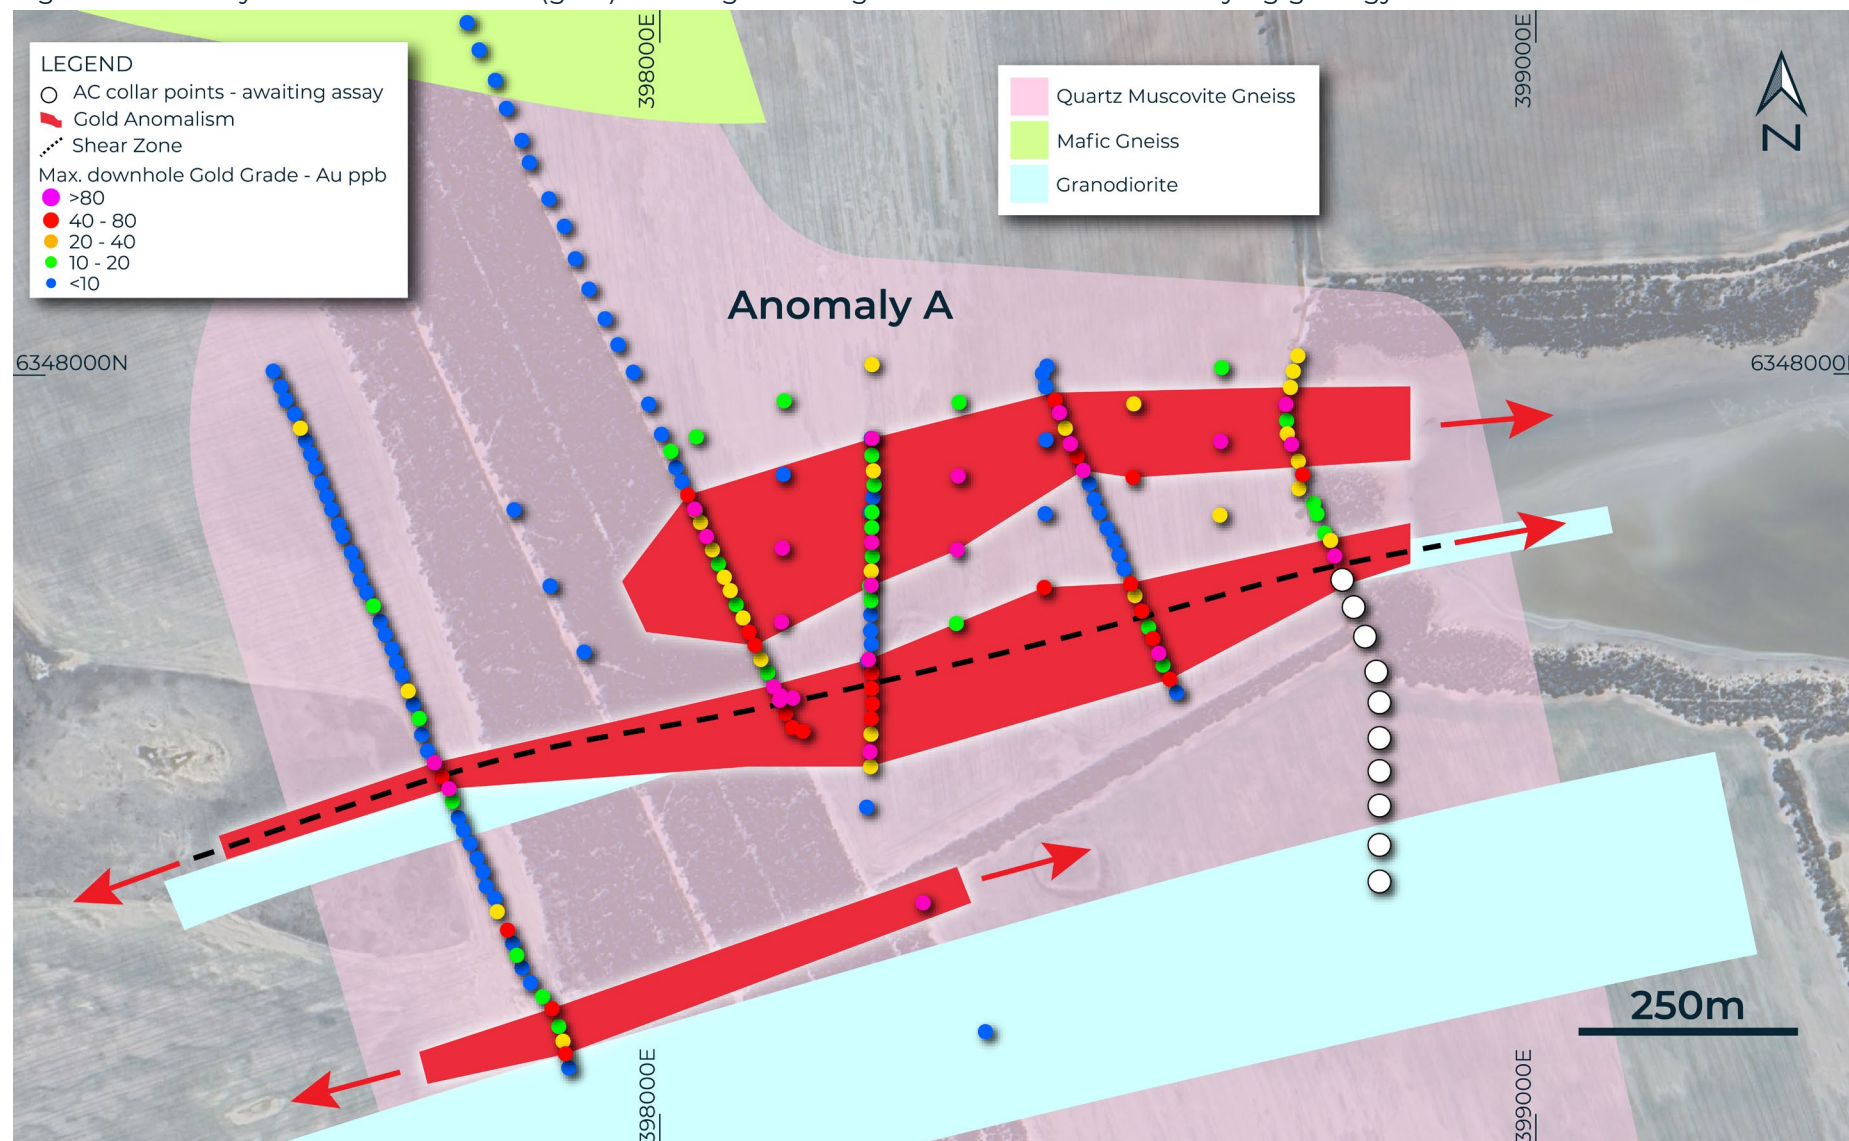 LEGEND
AC collar points - awaiting assay
Gold Anomalism
Shear Zone
Max. downhole Gold Grade - Au ppb
>80
40 - 80
20 - 40
10 - 20
<10
398000E
399000E
Quartz Muscovite Gneiss
Mafic Gneiss
Granodiorite
N
Anomaly A
6348000N
6348000
250m
398000E
399000E